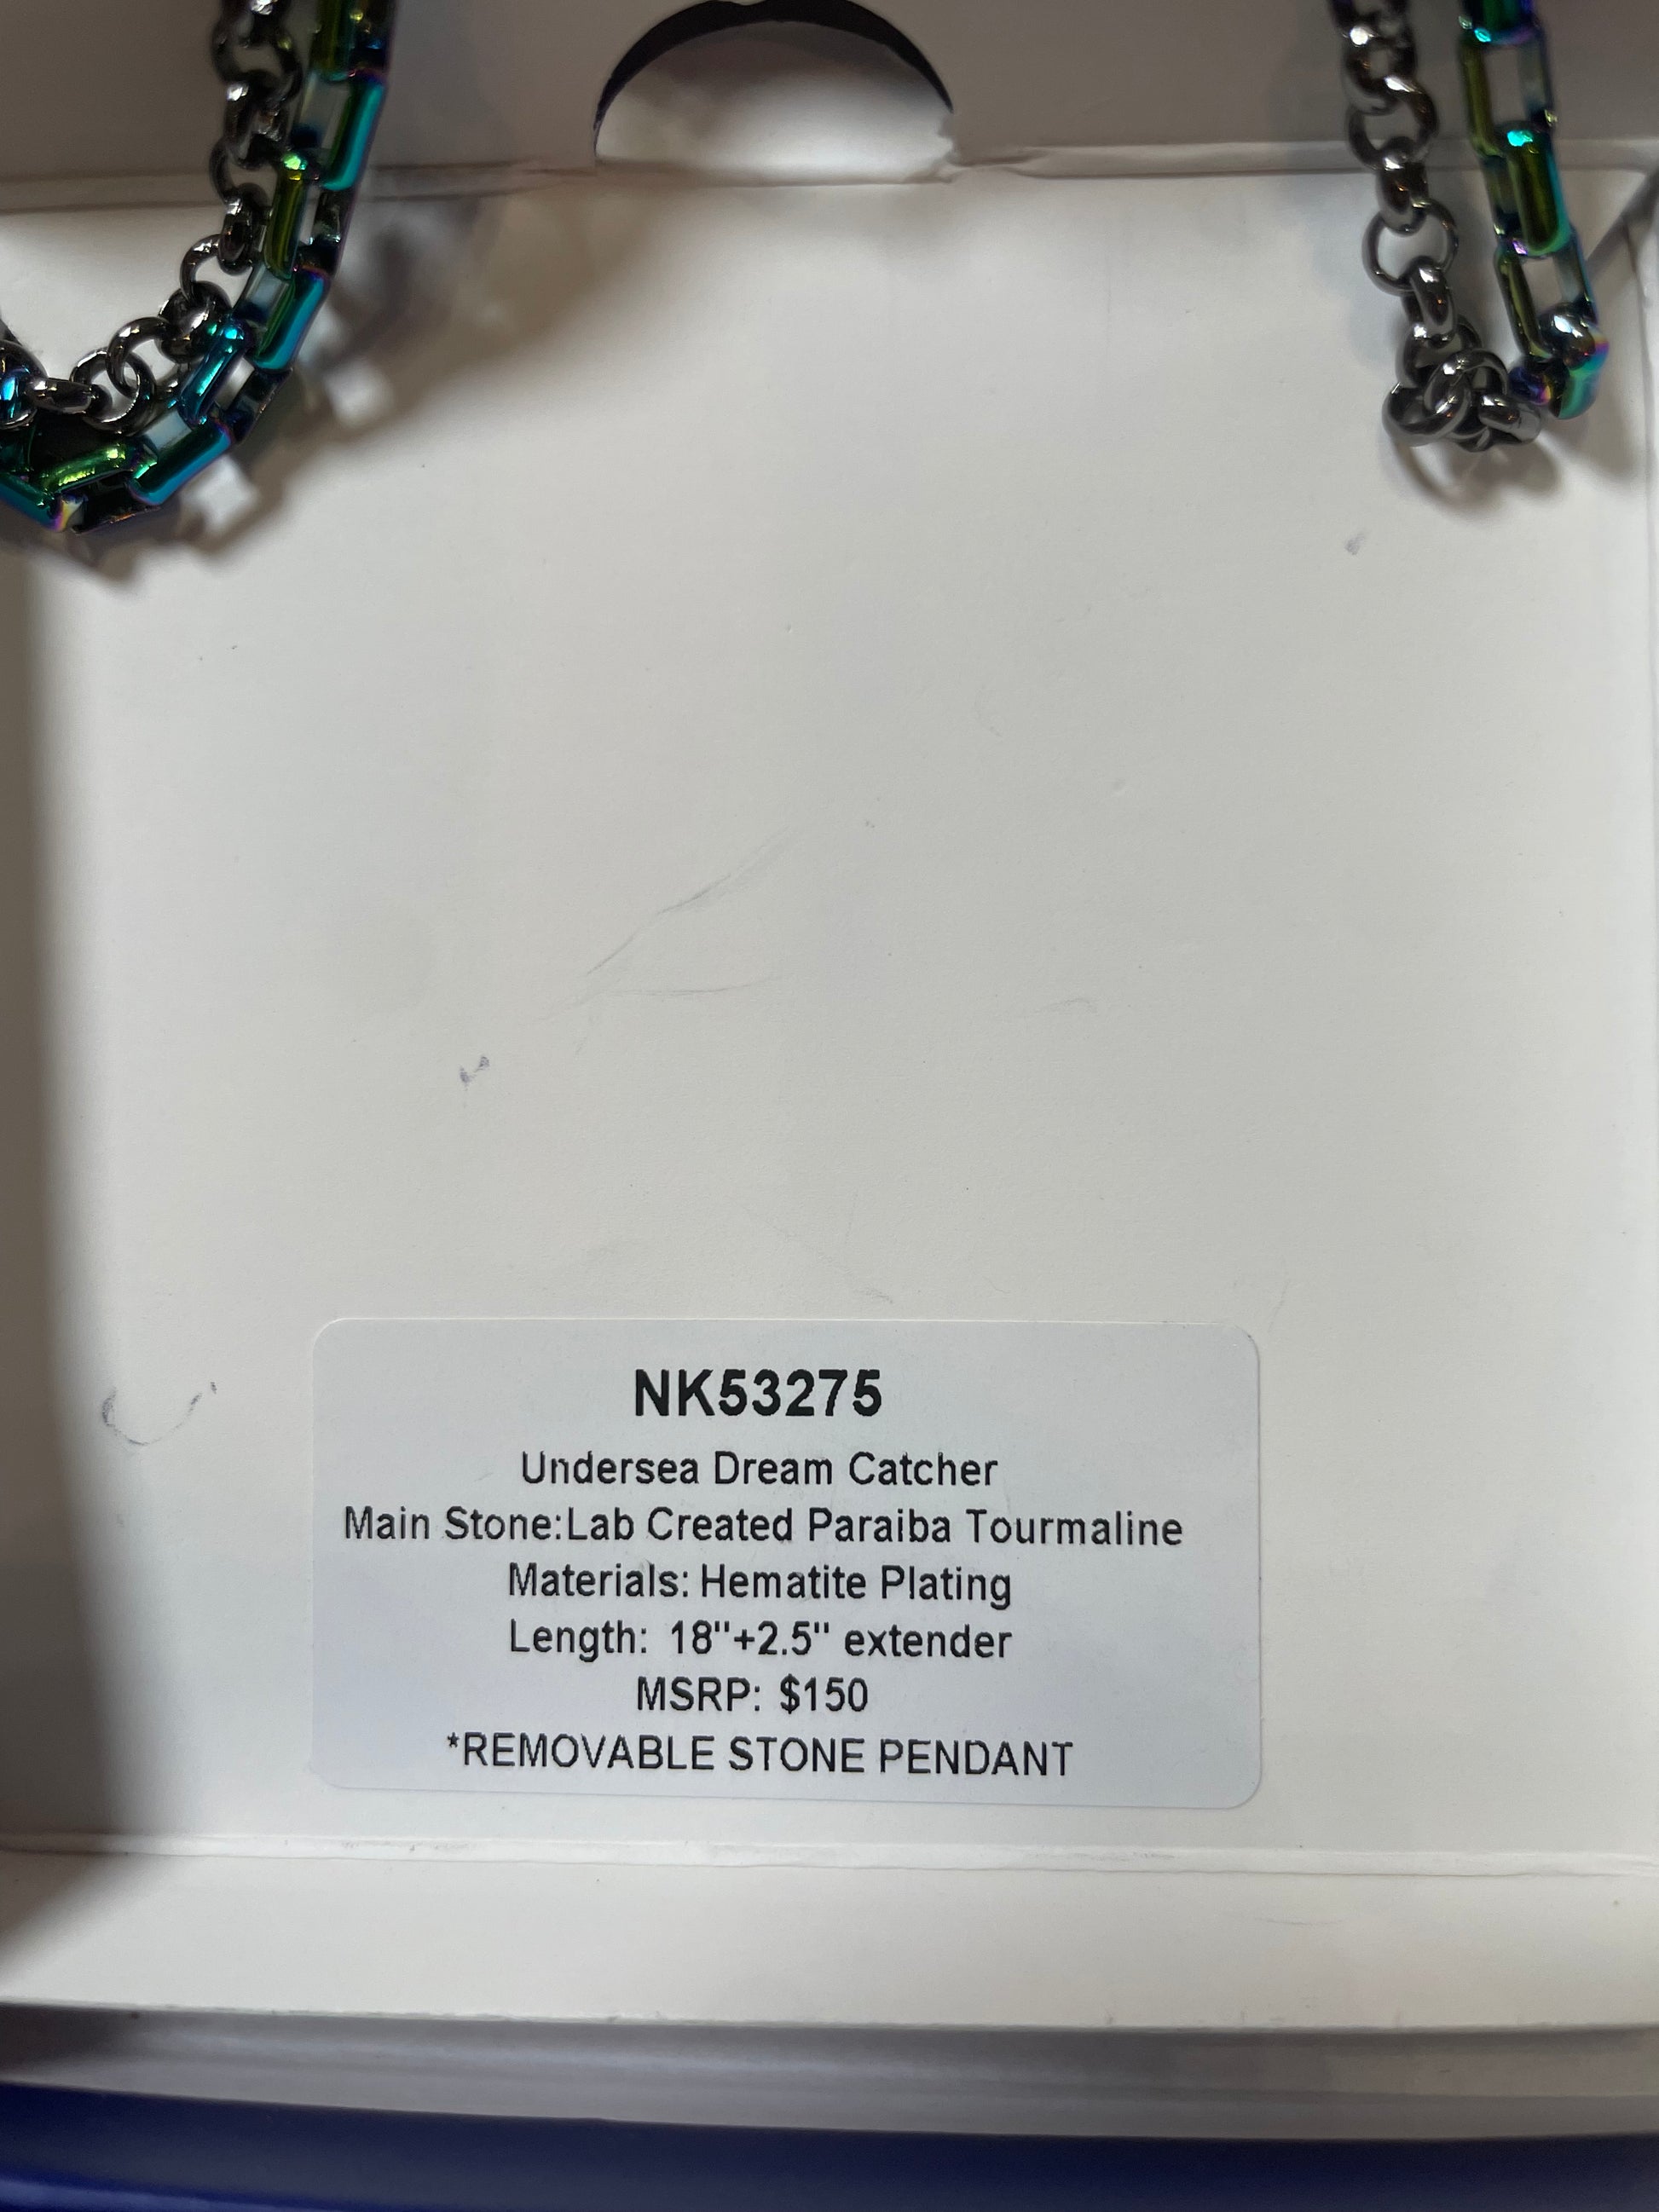 NK53275
Undersea Dream Catcher
Main Stone:Lab Created Paraiba Tourmaline
Materials: Hematite Plating
Length: 18"+2.5" extender
MSRP: $150
*REMOVABLE STONE PENDANT